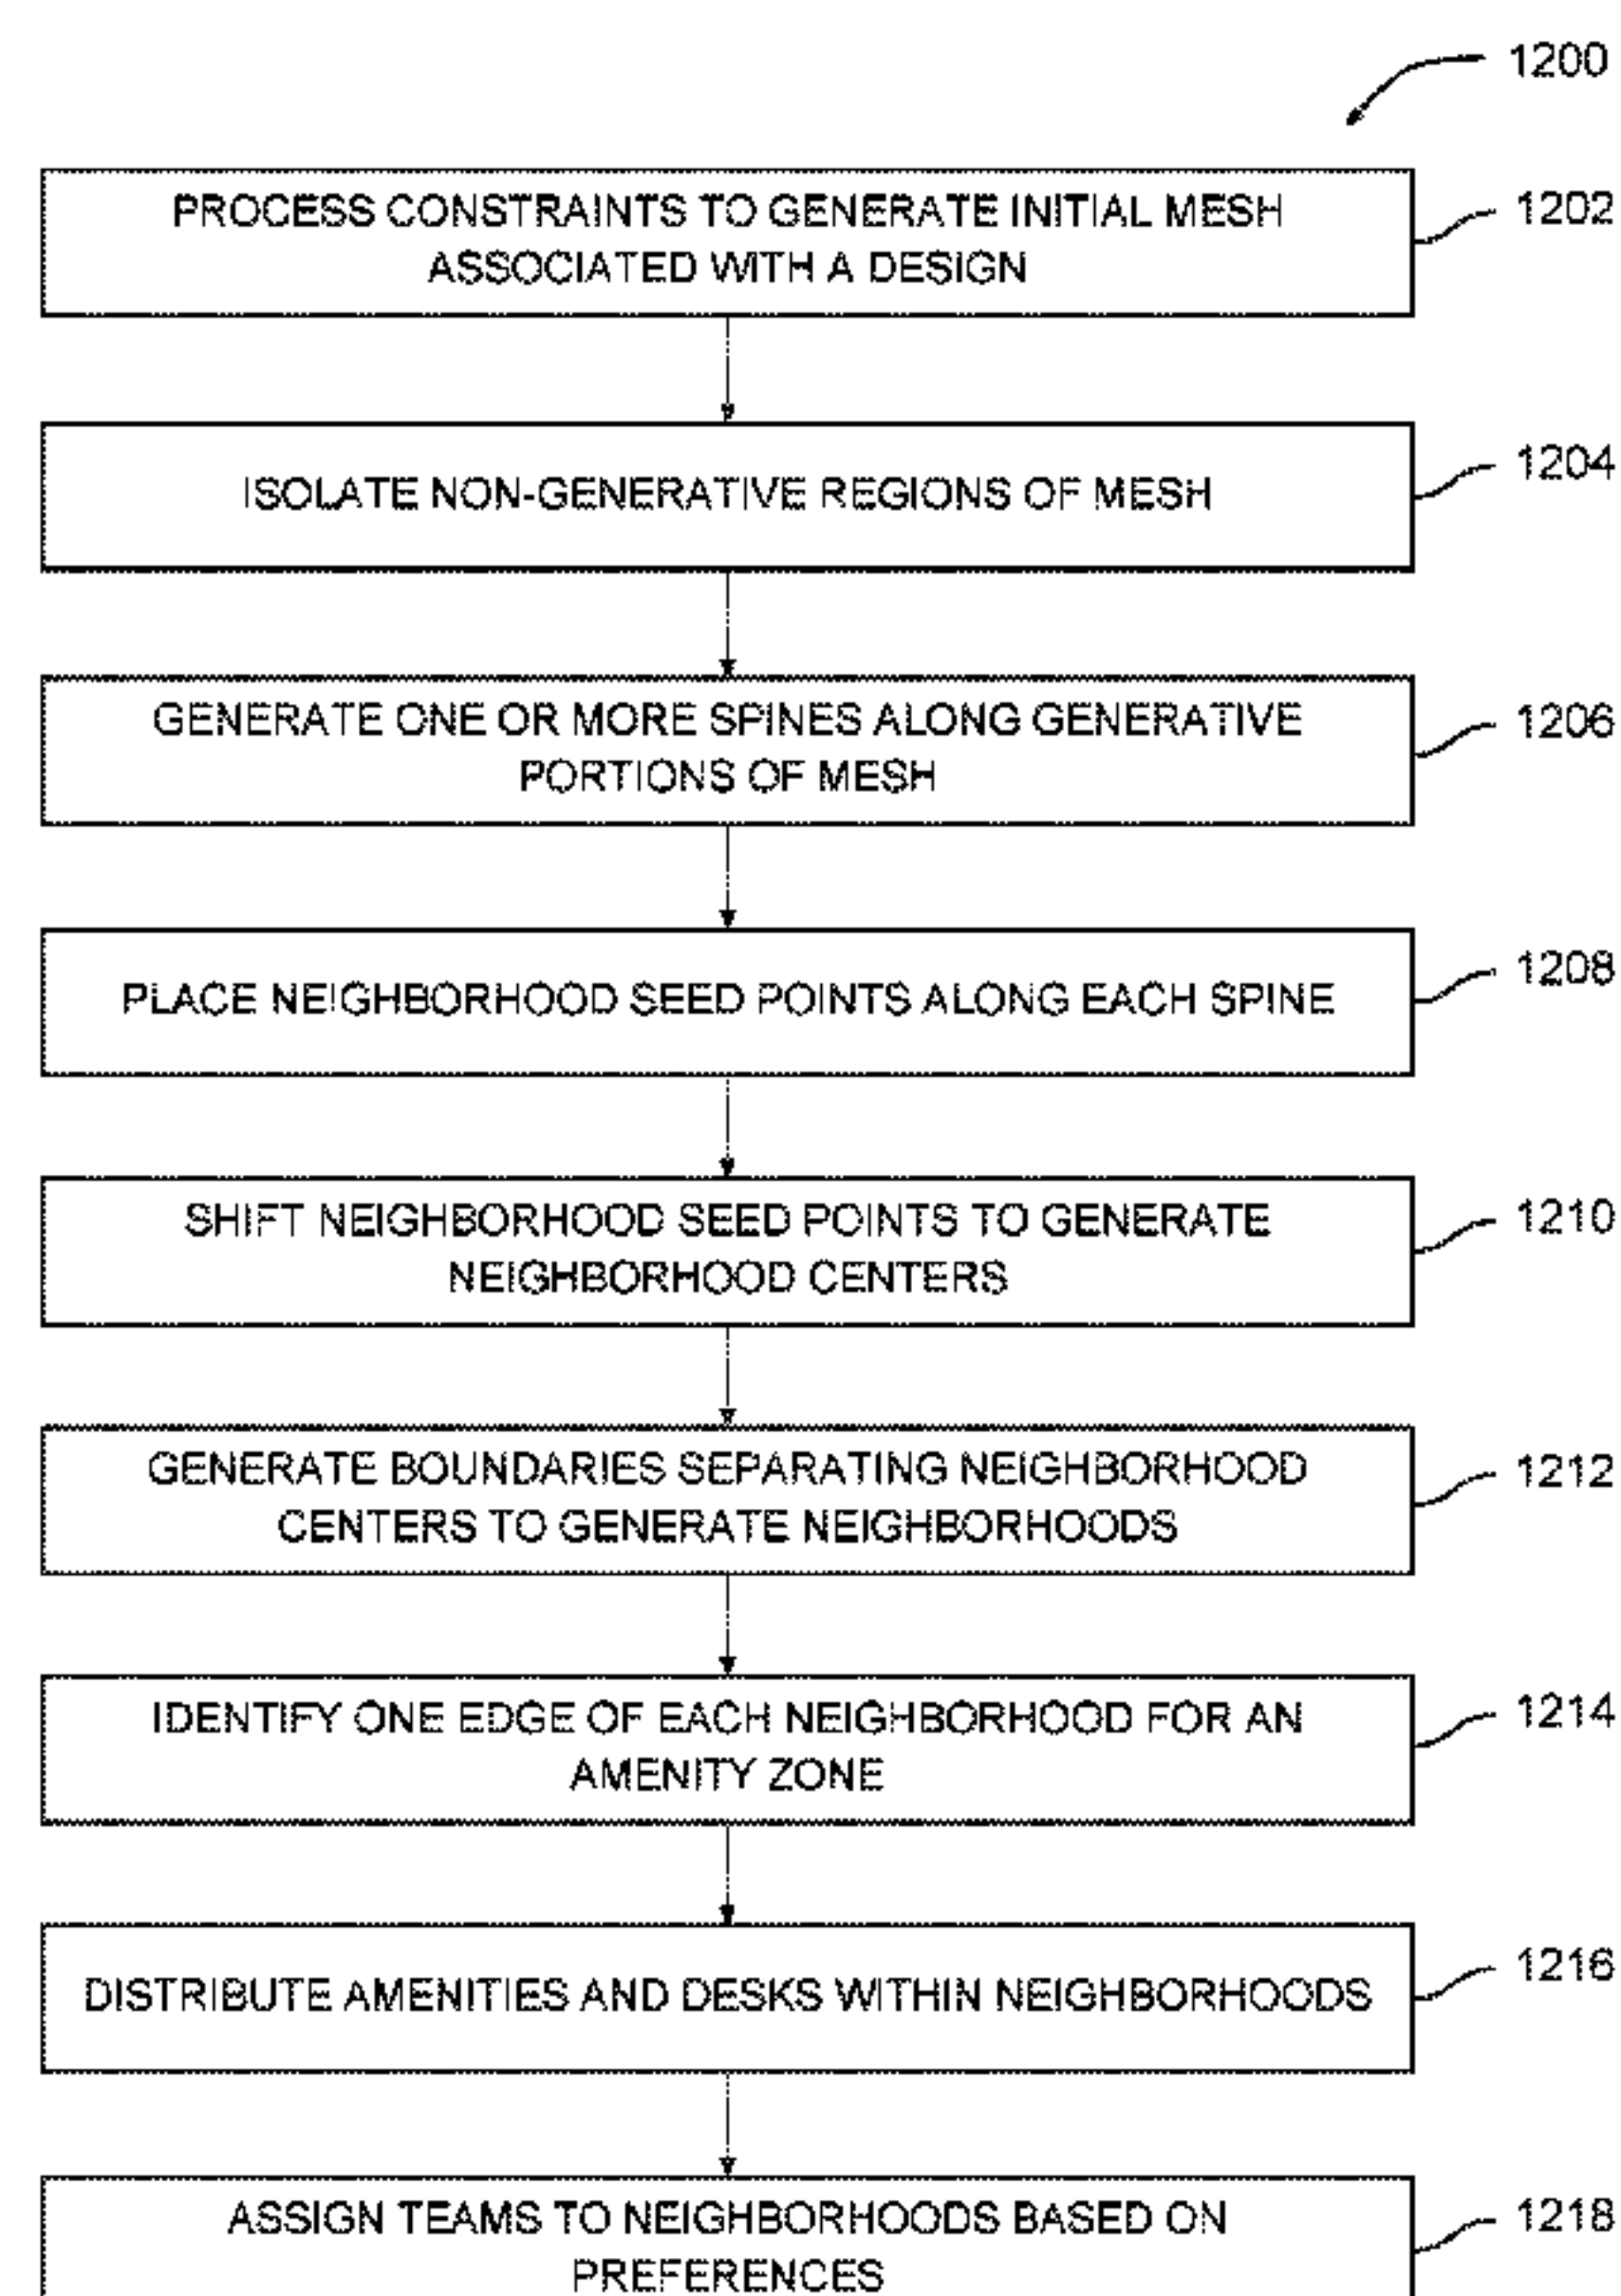 1200
PROCESS CONSTRAINTS TO GENERATE INITIAL MESH
ASSOCIATED WITH A DESIGN
1202
ISOLATE NON-GENERATIVE REGIONS OF MESH
1204
GENERATE ONE OR MORE SPINES ALONG GENERATIVE
PORTIONS OF MESH
1206
PLACE NEIGHBORHOOD SEED POINTS ALONG EACH SPINE
1208
SHIFT NEIGHBORHOOD SEED POINTS TO GENERATE
NEIGHBORHOOD CENTERS
1210
GENERATE BOUNDARIES SEPARATING NEIGHBORHOOD
CENTERS TO GENERATE NEIGHBORHOODS
1212
IDENTIFY ONE EDGE OF EACH NEIGHBORHOOD FOR AN
AMENITY ZONE
1214
DISTRIBUTE AMENITIES AND DESKS WITHIN NEIGHBORHOODS
1216
ASSIGN TEAMS TO NEIGHBORHOODS BASED ON
PREFERENCES
1218